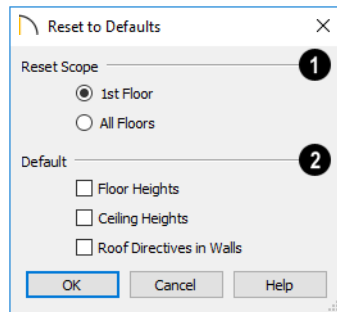 Reset to Defaults
Reset Scope 1
1st Floor
All Floors
Default 2
Floor Heights
Ceiling Heights
Roof Directives in Walls
OK Cancel Help